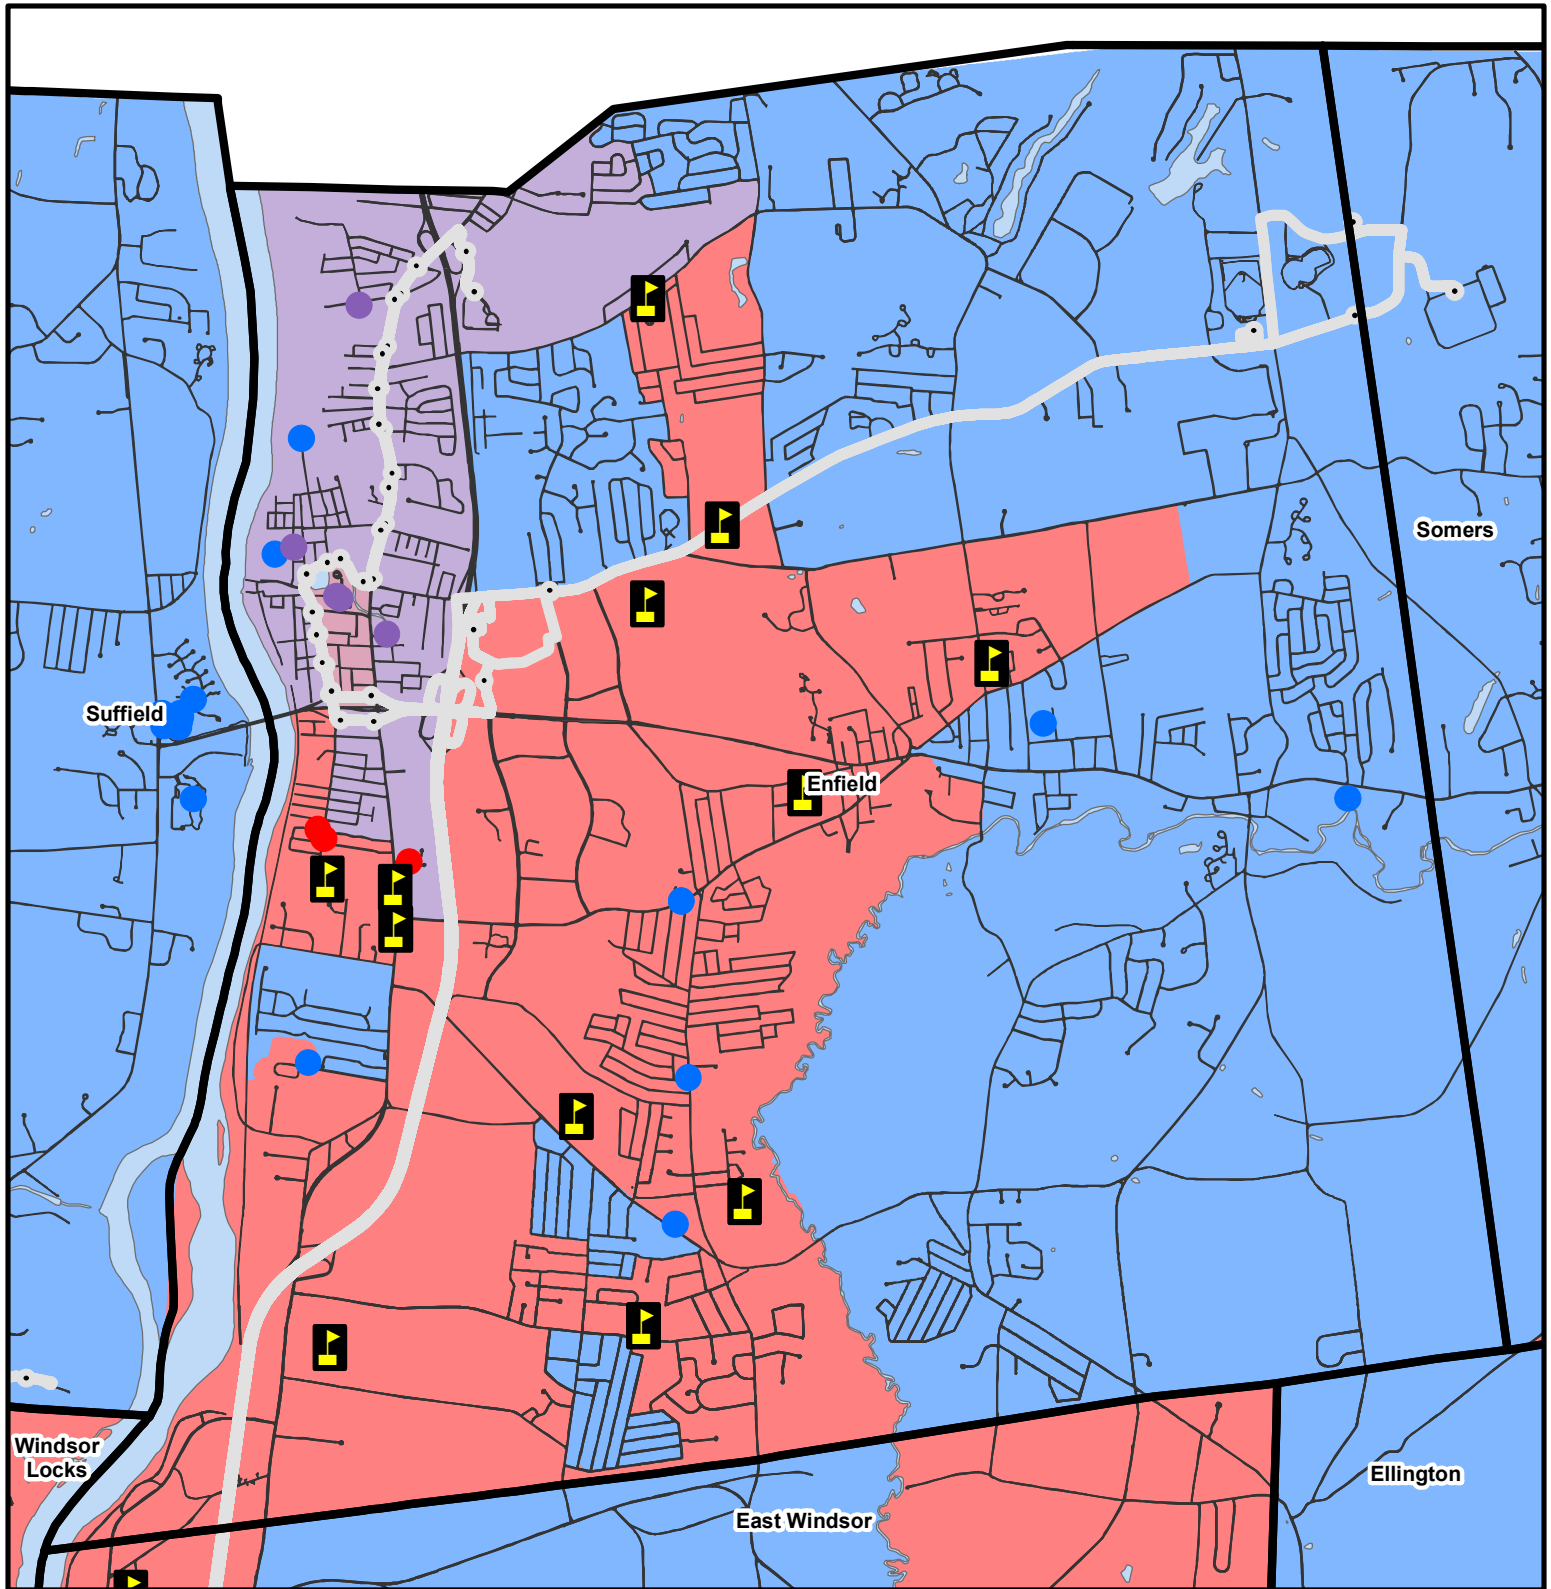 Somers
Suffield
Enfield
Windsor
Locks
Ellington
East Windsor